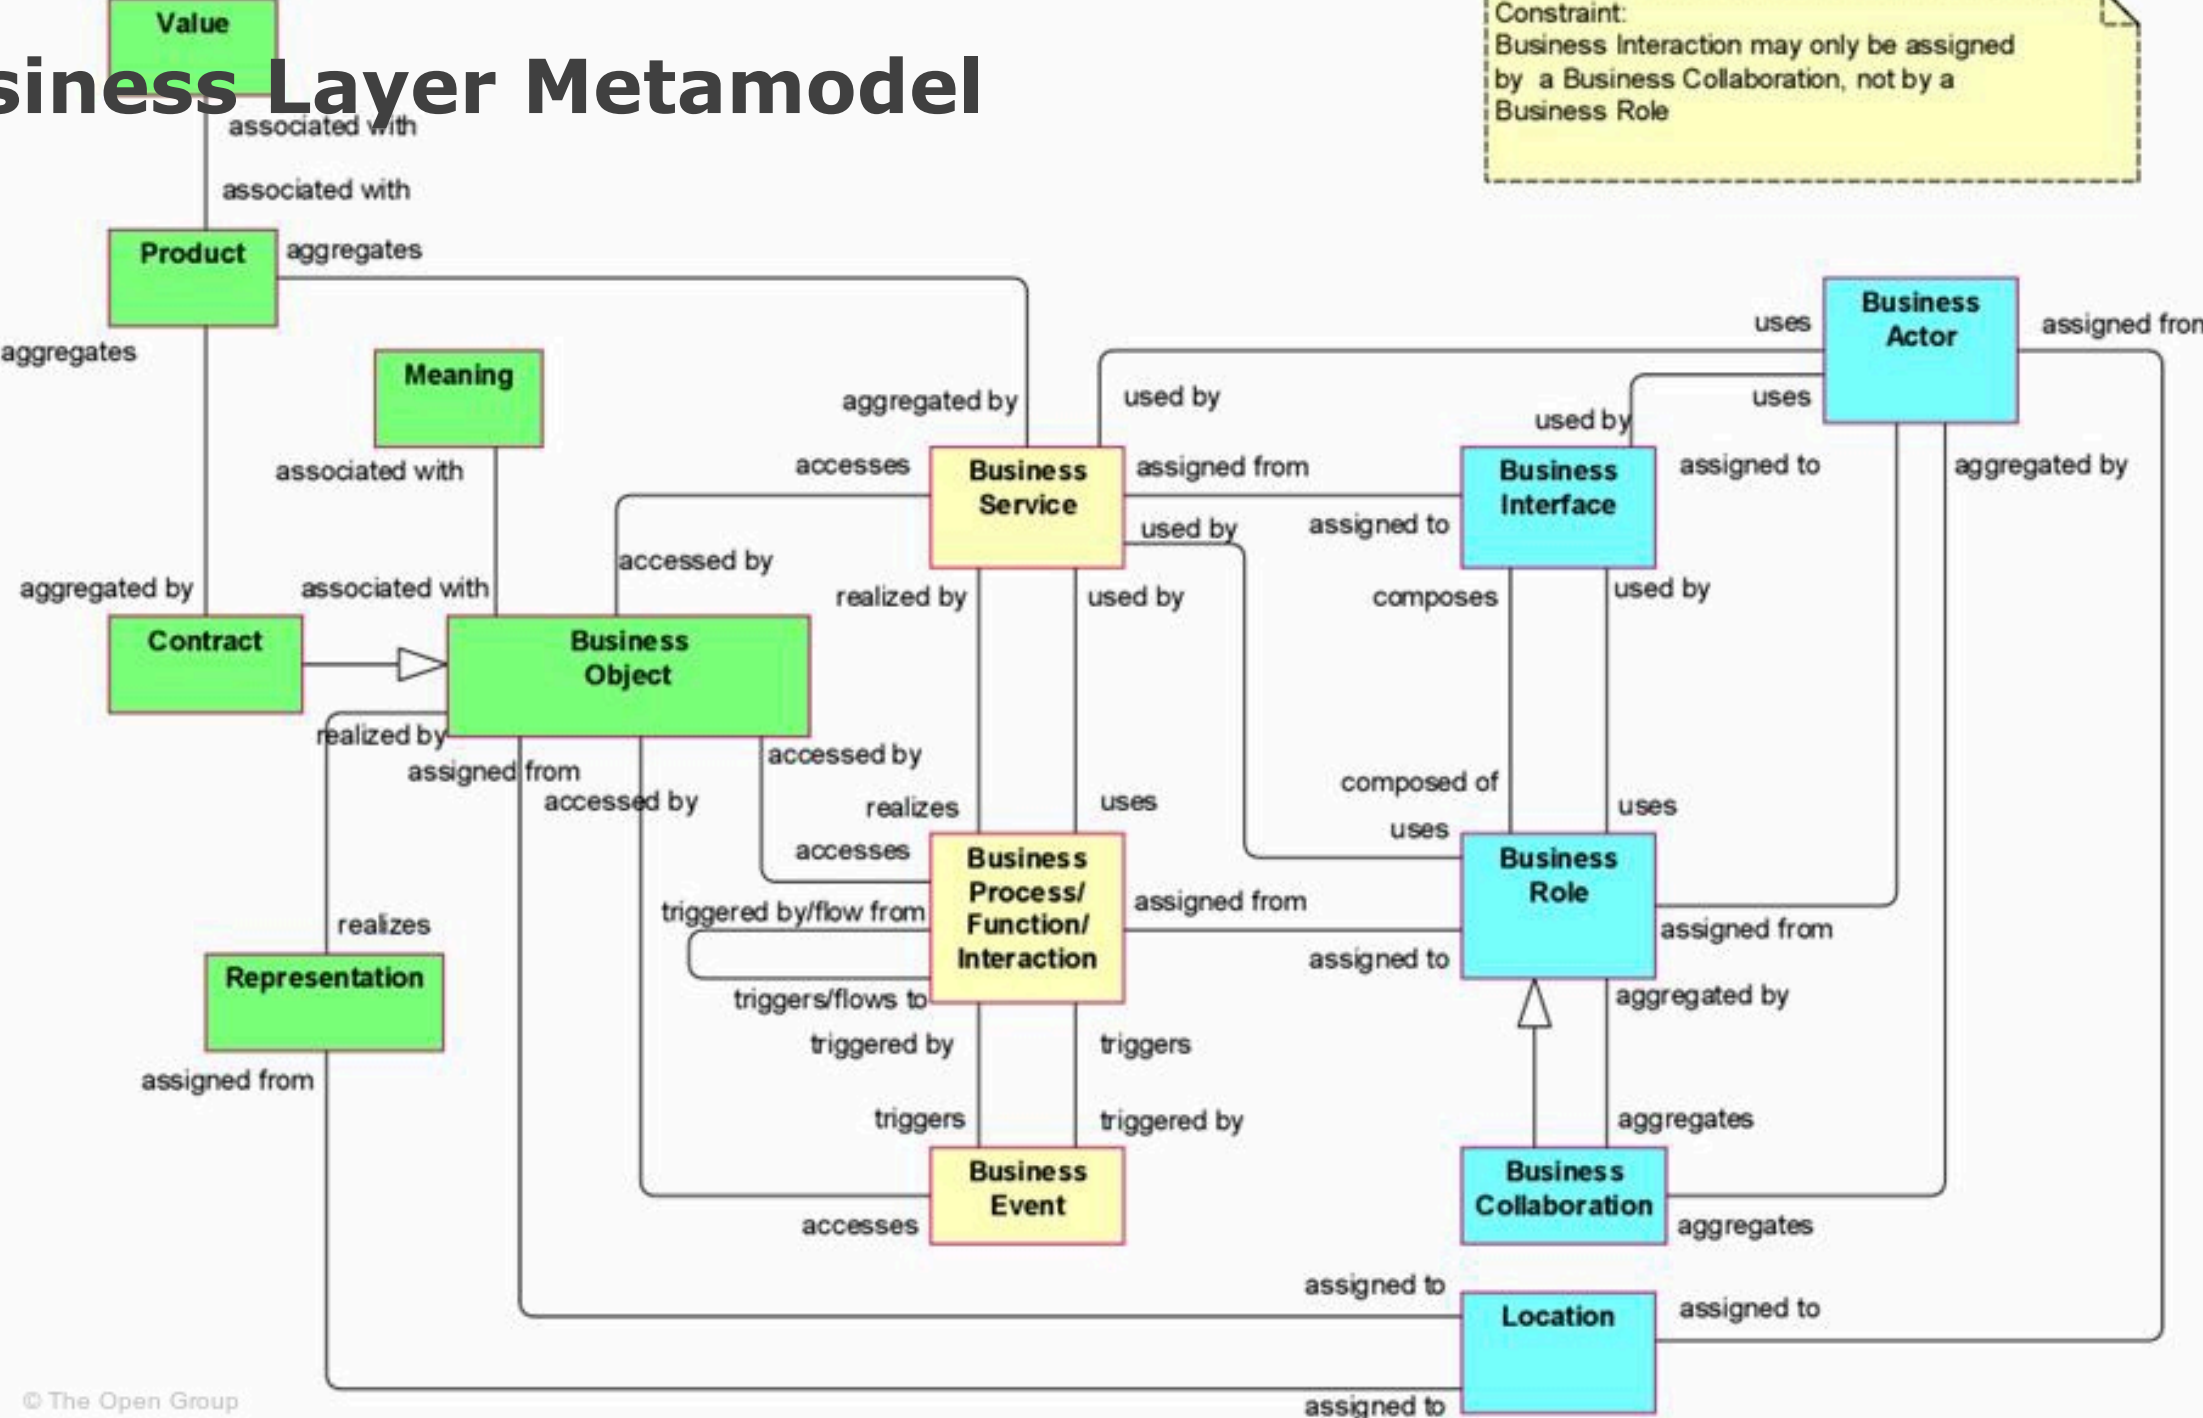 Value
siness Layer Metamodel
Constraint:
Business Interaction may only be assigned
by a Business Collaboration, not by a
Business Role
associated with
associated with
Product
aggregates
aggregates
Business
Actor
uses
assigned from
Meaning
aggregated by
used by
uses
used by
associated with
accesses
Business
Service
assigned from
Business
Interface
assigned to
aggregated by
used by
assigned to
accessed by
aggregated by
associated with
realized by
used by
composes
used by
Contract
Business
Object
realized by
assigned from
accessed by
accessed by
realizes
uses
composed of
uses
uses
accesses
Business
Process/
Function/
Interaction
Business
Role
triggered by/flow from
assigned from
realizes
assigned from
assigned to
Representation
triggers/flows to
aggregated by
triggered by
triggers
assigned from
triggers
triggered by
aggregates
Business
Event
Business
Collaboration
accesses
aggregates
assigned to
Location
assigned to
assigned to
© The Open Group